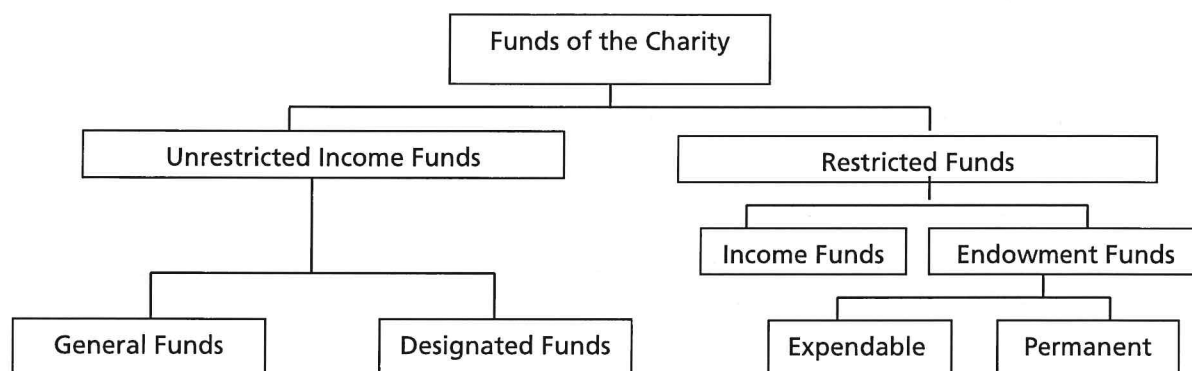 Funds of the Charity
Unrestricted Income Funds
Restricted Funds
Income Funds
Endowment Funds
General Funds
Designated Funds
Expendable
Permanent